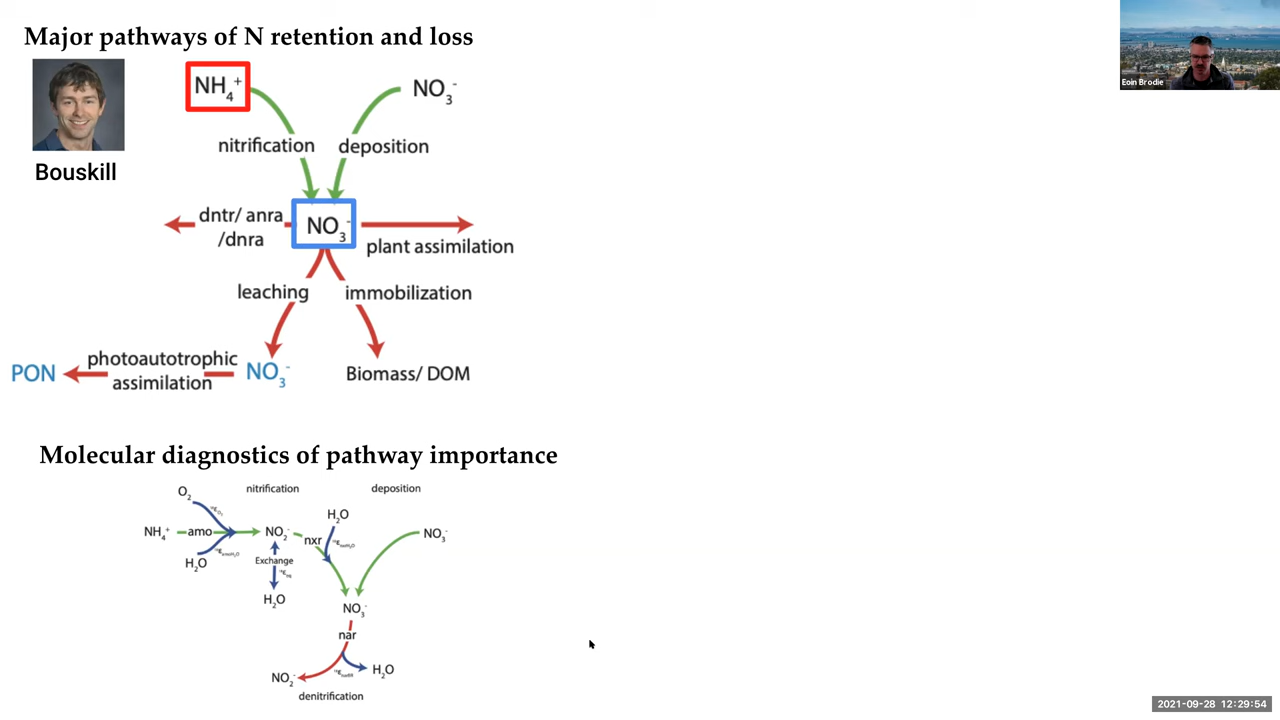 Major pathways of N retention and loss
Eoin Brodie
Bouskill
NH4+
NO3-
nitrification
deposition
dntr/ anra
/dnra
NO3-
plant assimilation
leaching
immobilization
PON
photoautotrophic
assimilation
NO3-
Biomass/ DOM
Molecular diagnostics of pathway importance
nitrification
deposition
O2
H2O
NH4+
amo
NO2-
nxr
NO3-
H2O
Exchange
H2O
NO3-
nar
NO2-
H2O
denitrification
2021-09-28 12:29:54